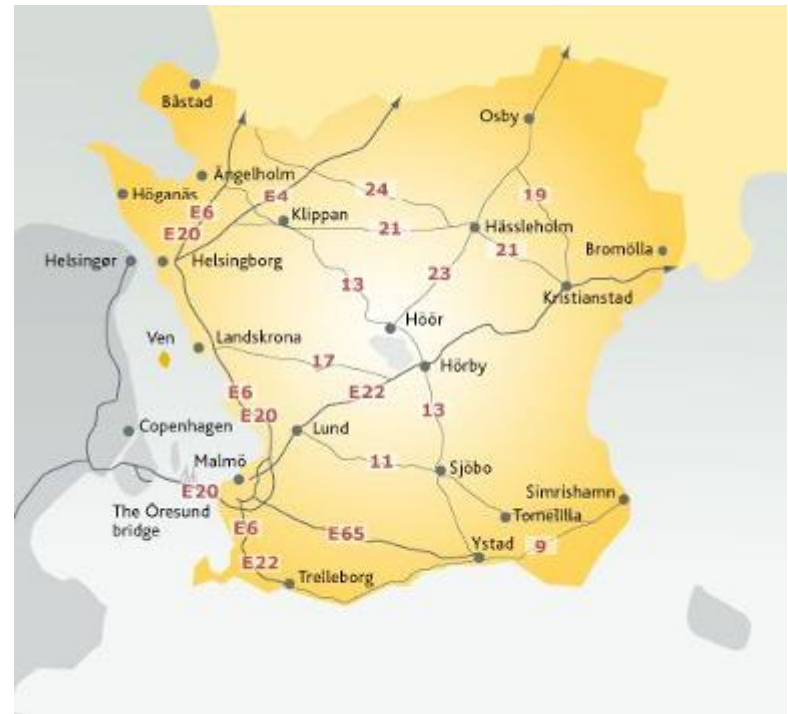 Båstad
Osby
Ängelholm
Höganäs
E4
24
19
E6
Klippan
21
Hässleholm
E20
21
Bromölla
Helsingør
Helsingborg
13
23
Kristianstad
Höör
Ven
Landskrona
17
Hörby
E6
E22
13
E20
Copenhagen
Lund
Malmö
11
Sjöbo
E20
Simrishamn
The Öresund
bridge
Tomelilla
E6
E65
Ystad
9
E22
Trelleborg